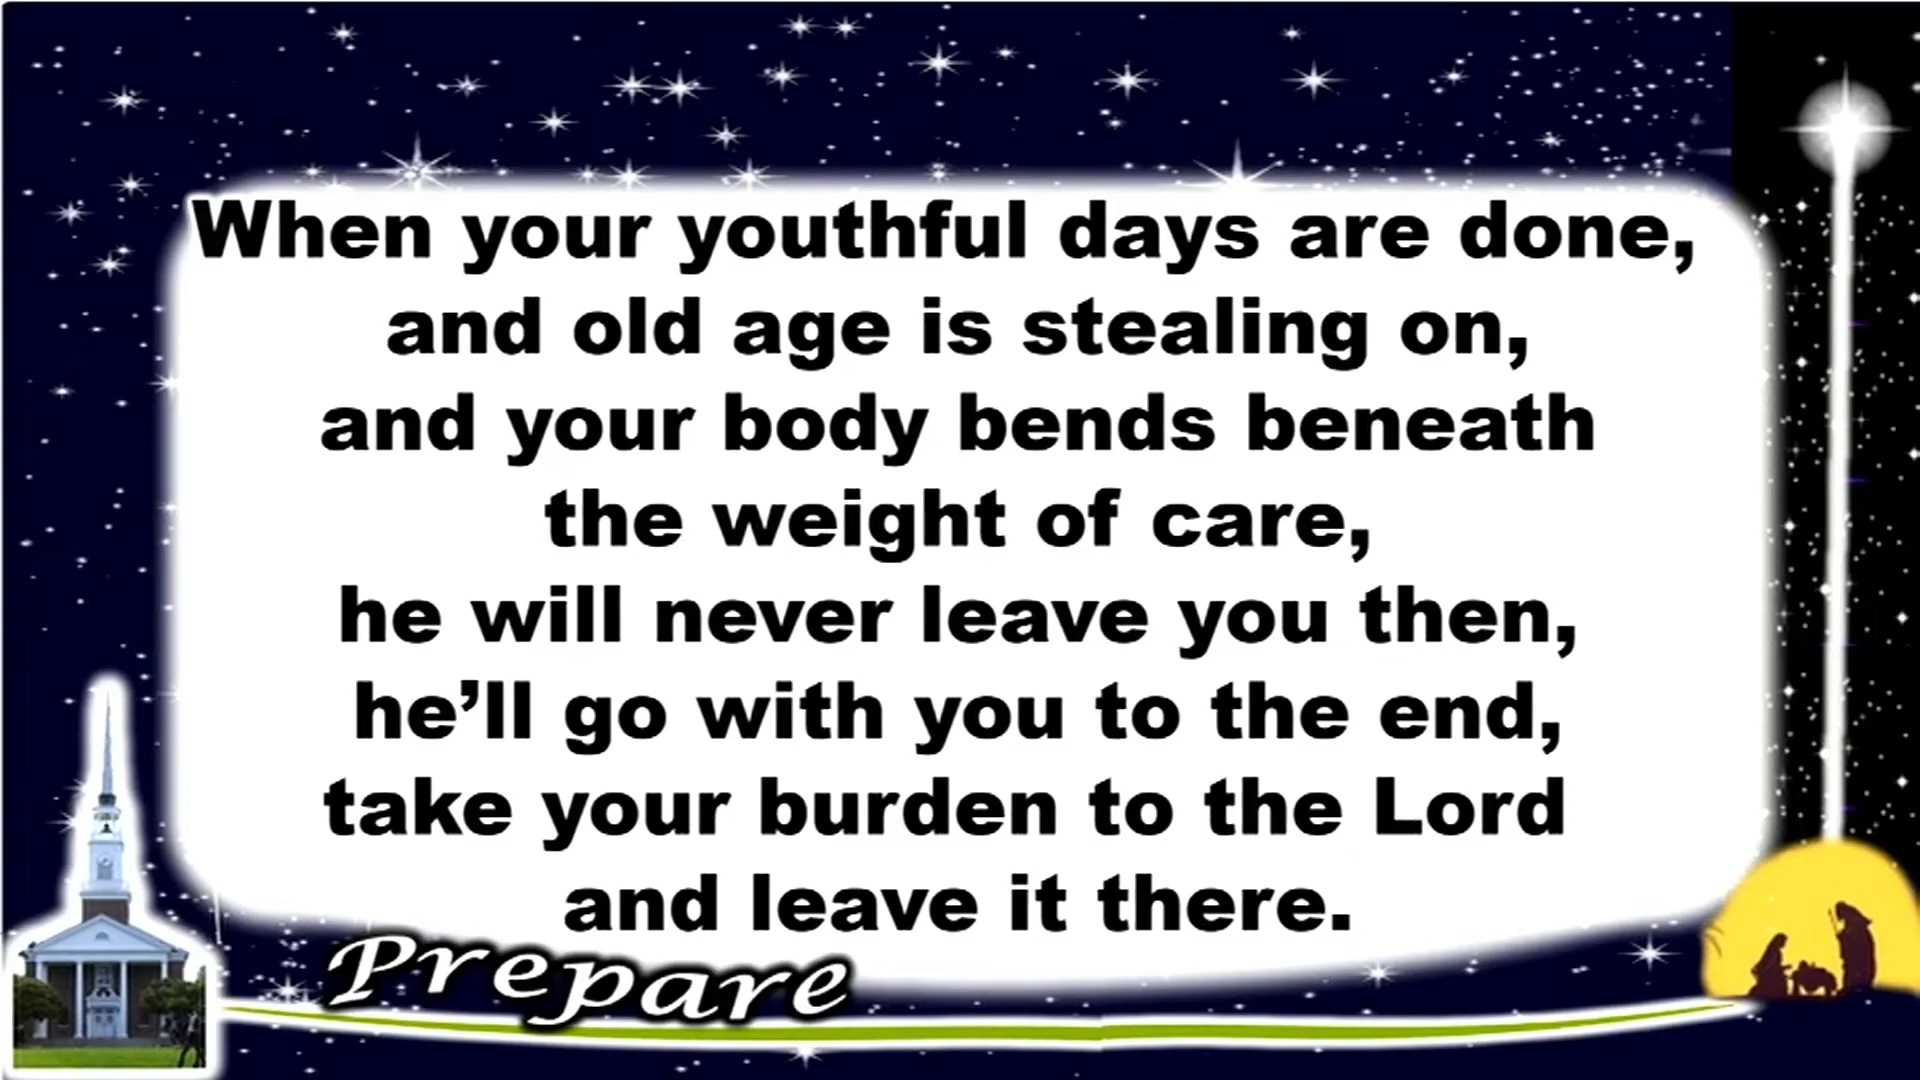 When your youthful days are done,
and old age is stealing on,
and your body bends beneath
the weight of care,
he will never leave you then,
he’ll go with you to the end,
take your burden to the Lord
and leave it there.
Prepare